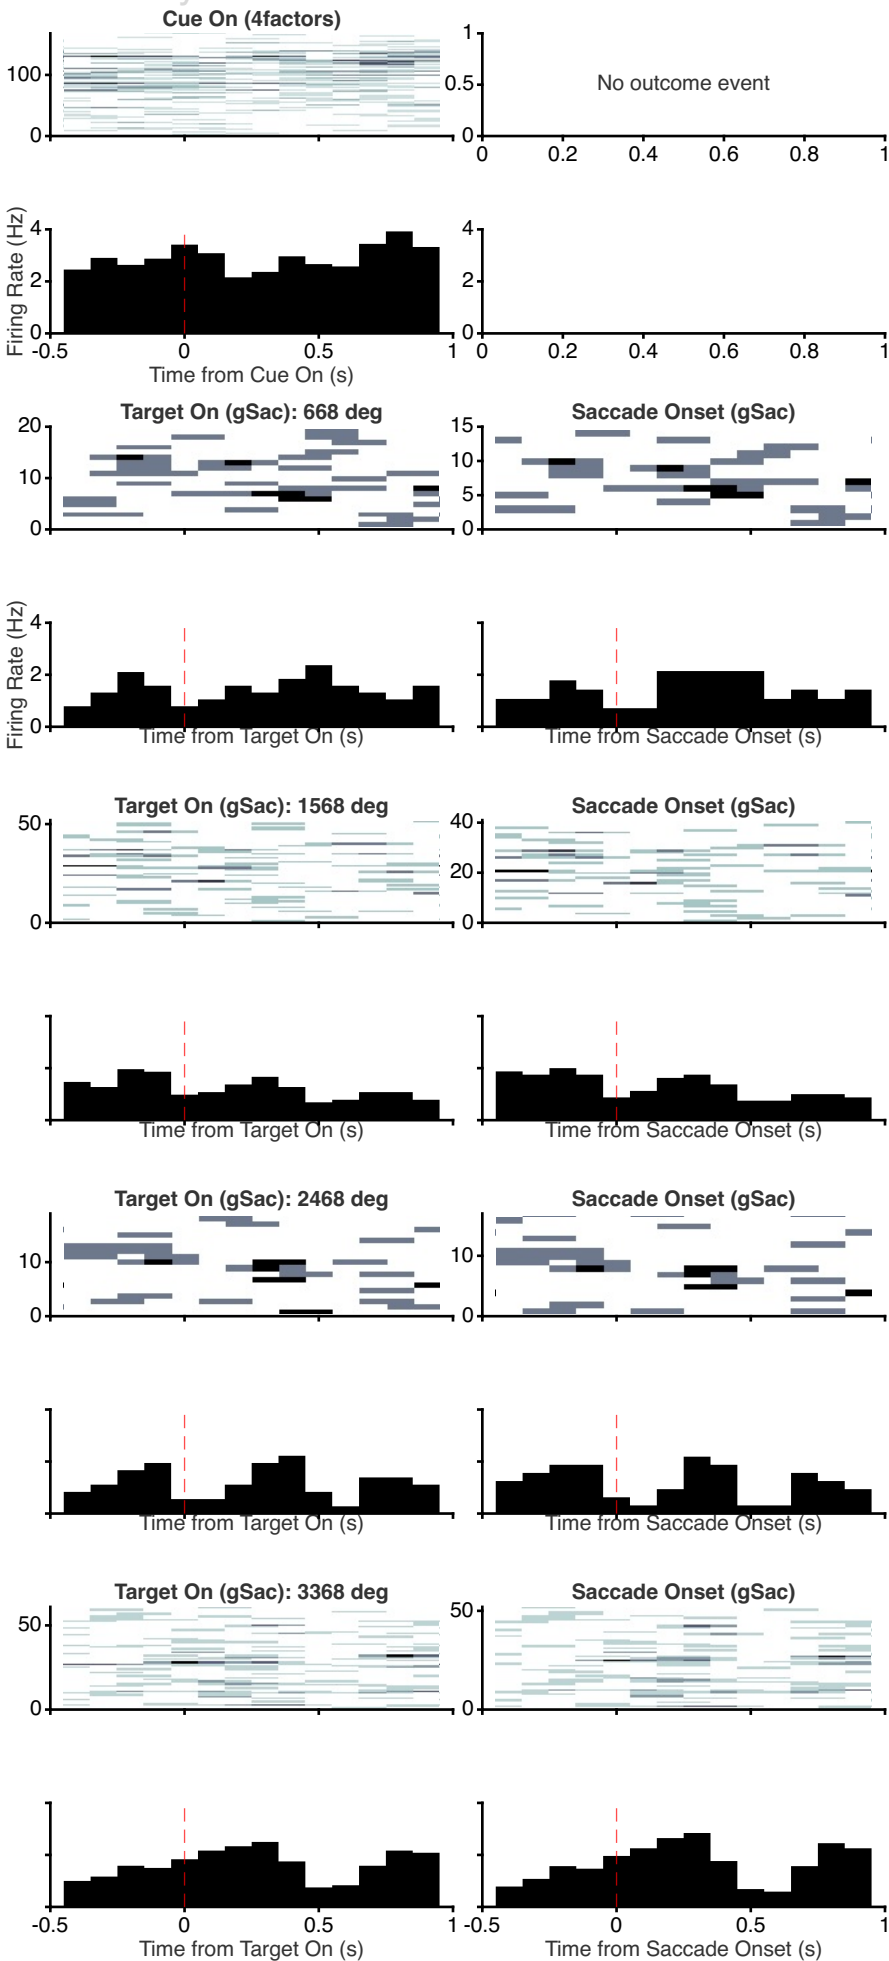 Cue On (4factors)
100
0
1
0.5
0
No outcome event
0 0.2 0.4 0.6 0.8 1
Firing Rate (Hz)
4
2
0
-0.5 0 0.5 1
Time from Cue On (s)
4
2
0
0 0.2 0.4 0.6 0.8 1
Target On (gSac): 668 deg
20
10
0
Saccade Onset (gSac)
15
10
5
0
Firing Rate (Hz)
4
2
0
Time from Target On (s)
Time from Saccade Onset (s)
Target On (gSac): 1568 deg
50
0
Saccade Onset (gSac)
40
20
0
Time from Target On (s)
Time from Saccade Onset (s)
Target On (gSac): 2468 deg
10
0
Saccade Onset (gSac)
10
0
Time from Target On (s)
Time from Saccade Onset (s)
Target On (gSac): 3368 deg
50
0
Saccade Onset (gSac)
50
0
-0.5 0 0.5 1
Time from Target On (s)
-0.5 0 0.5 1
Time from Saccade Onset (s)